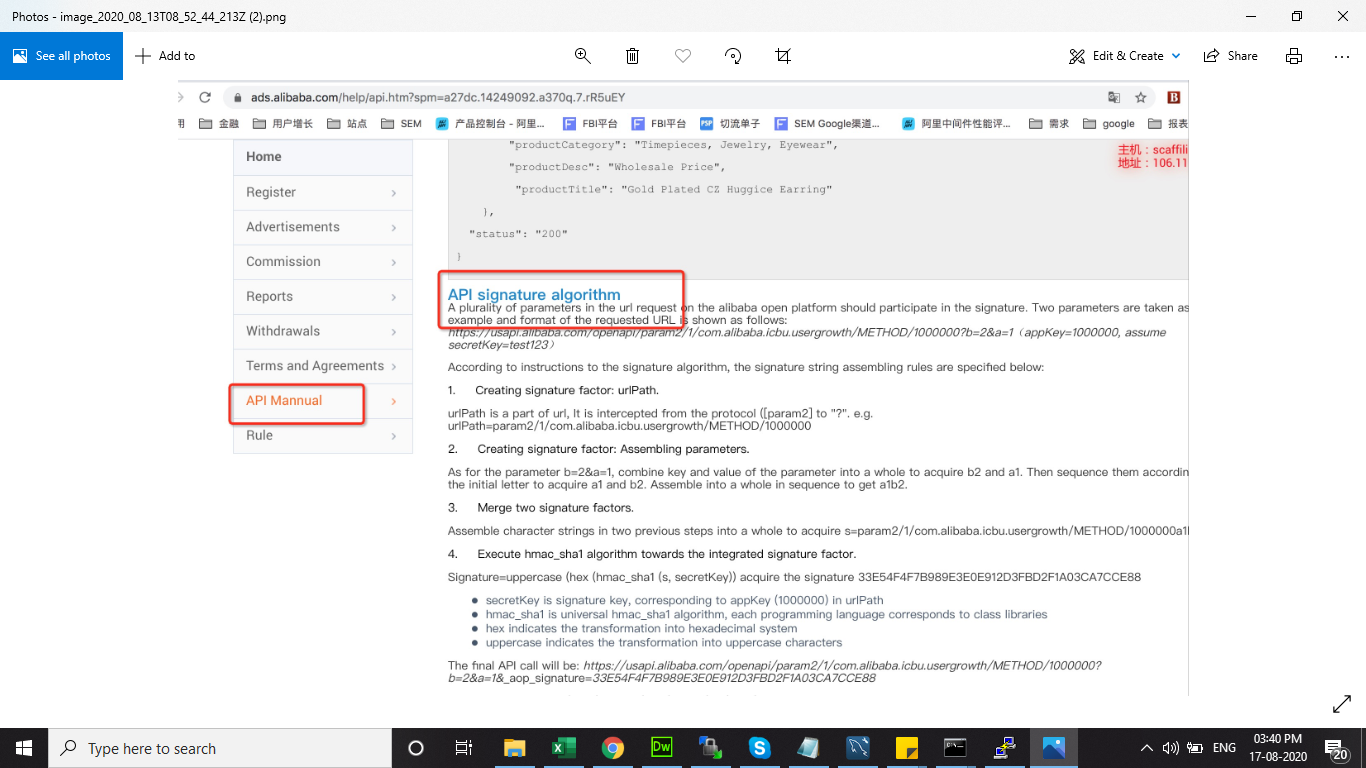 Photos - image_2020_08_13T08_52_44_213Z (2).png
See all photos
Add to
Edit & Create
Share
ads.alibaba.com/help/api.htm?spm=a27dc.14249092.a370q.7.rR5uEY
用 金融 用户增长 站点 SEM 产品控制台 - 阿里... FBI平台 FBI平台 PSP 切流单子 SEM Google渠道... 阿里中间件性能评... 需求 google 报表
主机：scaffili
地址：106.11
Home
Register
Advertisements
Commission
Reports
Withdrawals
Terms and Agreements
API Mannual
Rule
"productCategory": "Timepieces, Jewelry, Eyewear",
"productDesc": "Wholesale Price",
"productTitle": "Gold Plated CZ Huggice Earring"
},
"status": "200"
}
API signature algorithm
A plurality of parameters in the url request on the alibaba open platform should participate in the signature. Two parameters are taken as
example and format of the requested URL is shown as follows:
https://usapi.alibaba.com/openapi/param2/1/com.alibaba.icbu.usergrowth/METHOD/1000000?b=2&a=1（appKey=1000000, assume
secretKey=test123）
According to instructions to the signature algorithm, the signature string assembling rules are specified below:
1. Creating signature factor: urlPath.
urlPath is a part of url, It is intercepted from the protocol ([param2] to "?". e.g.
urlPath=param2/1/com.alibaba.icbu.usergrowth/METHOD/1000000
2. Creating signature factor: Assembling parameters.
As for the parameter b=2&a=1, combine key and value of the parameter into a whole to acquire b2 and a1. Then sequence them accordin
the initial letter to acquire a1 and b2. Assemble into a whole in sequence to get a1b2.
3. Merge two signature factors.
Assemble character strings in two previous steps into a whole to acquire s=param2/1/com.alibaba.icbu.usergrowth/METHOD/1000000a1
4. Execute hmac_sha1 algorithm towards the integrated signature factor.
Signature=uppercase (hex (hmac_sha1 (s, secretKey)) acquire the signature 33E54F4F7B989E3E0E912D3FBD2F1A03CA7CCE88
● secretKey is signature key, corresponding to appKey (1000000) in urlPath
● hmac_sha1 is universal hmac_sha1 algorithm, each programming language corresponds to class libraries
● hex indicates the transformation into hexadecimal system
● uppercase indicates the transformation into uppercase characters
The final API call will be: https://usapi.alibaba.com/openapi/param2/1/com.alibaba.icbu.usergrowth/METHOD/1000000?
b=2&a=1&_aop_signature=33E54F4F7B989E3E0E912D3FBD2F1A03CA7CCE88
Type here to search
ENG
03:40 PM
17-08-2020
20